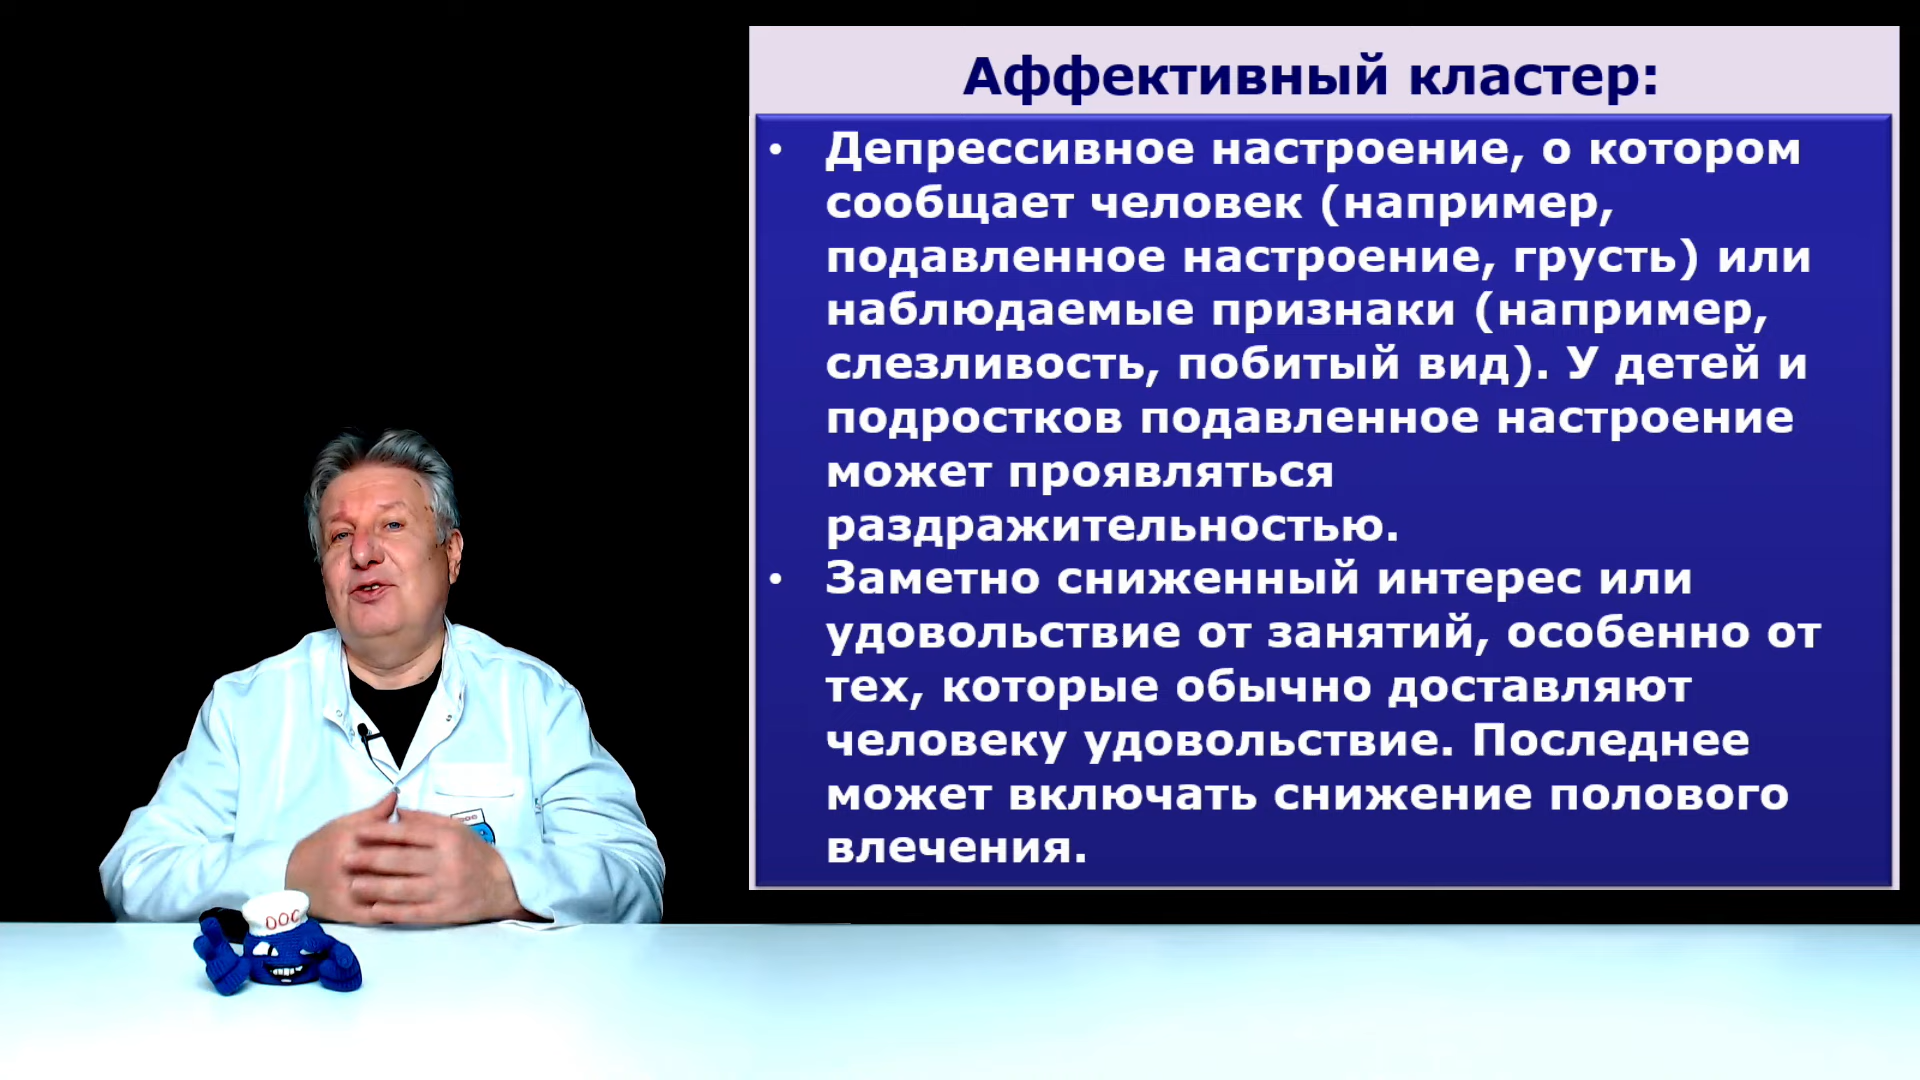 Аффективный кластер:
• Депрессивное настроение, о котором
сообщает человек (например,
подавленное настроение, грусть) или
наблюдаемые признаки (например,
слезливость, побитый вид). У детей и
подростков подавленное настроение
может проявляться
раздражительностью.
• Заметно сниженный интерес или
удовольствие от занятий, особенно от
тех, которые обычно доставляют
человеку удовольствие. Последнее
может включать снижение полового
влечения.
DOC